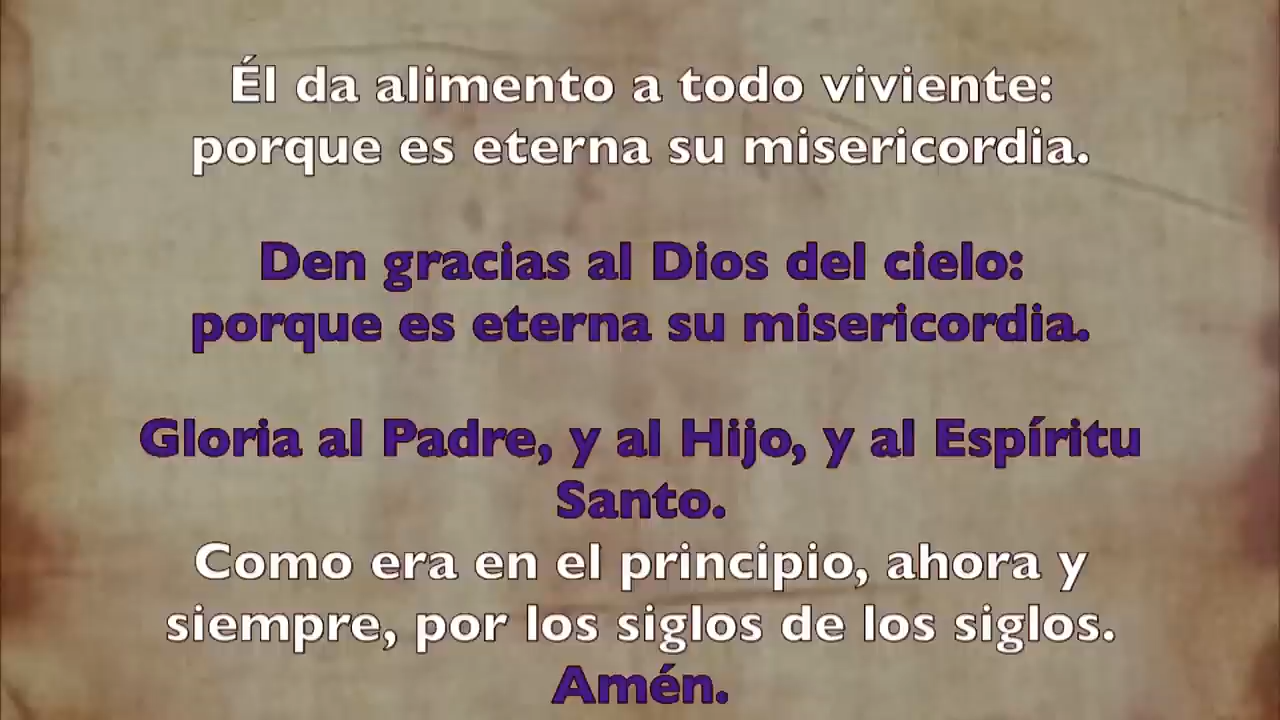 Él da alimento a todo viviente:
porque es eterna su misericordia.
Den gracias al Dios del cielo:
porque es eterna su misericordia.
Gloria al Padre, y al Hijo, y al Espíritu
Santo.
Como era en el principio, ahora y
siempre, por los siglos de los siglos.
Amén.